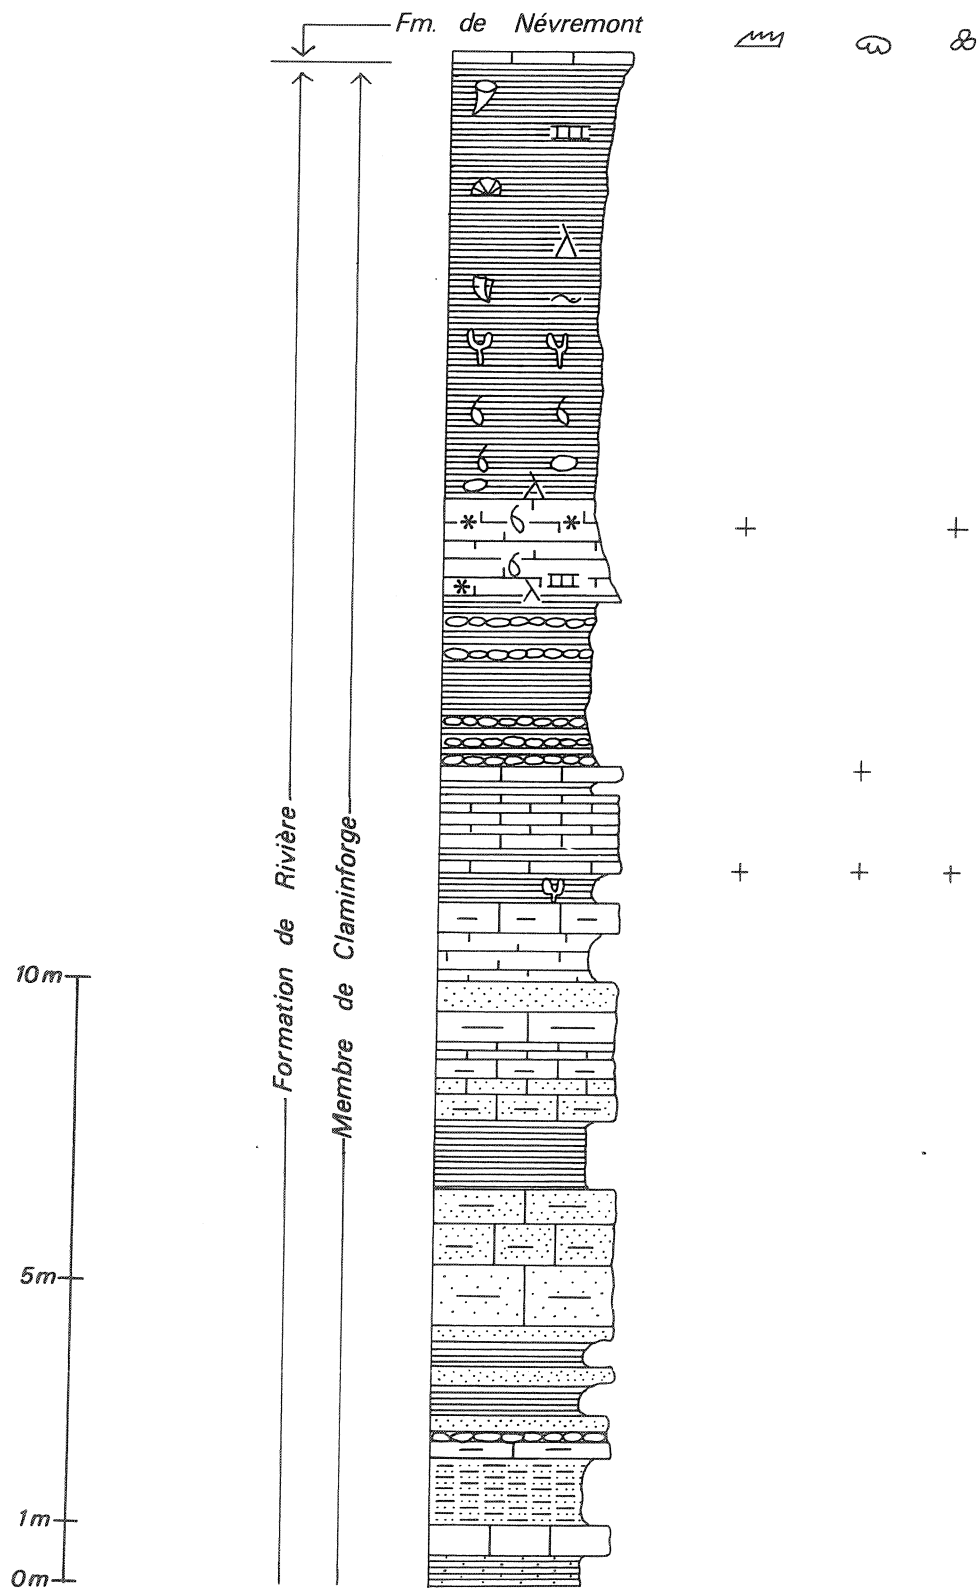 Fm. de Névremont
Formation de Rivière
Membre de Claminforge
10m
5m
1m
0m